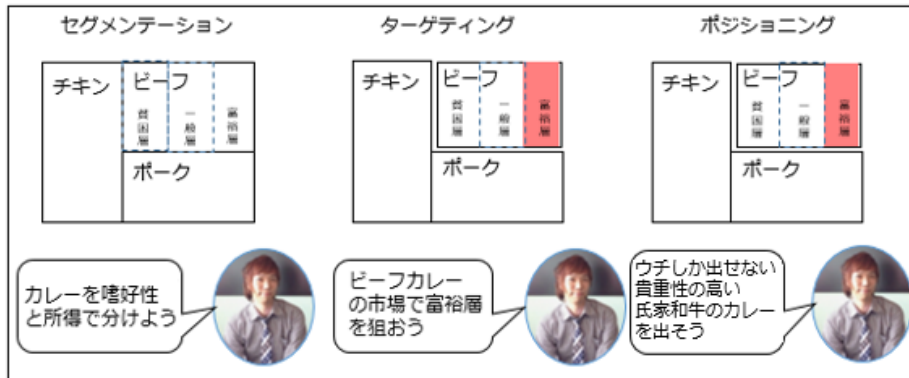 セグメンテーション
チキン
ビーフ
貧困層
一般層
富裕層
ポーク
カレーを嗜好性
と所得で分けよう
ターゲティング
チキン
ビーフ
貧困層
一般層
富裕層
ポーク
ビーフカレー
の市場で富裕層
を狙おう
ポジショニング
チキン
ビーフ
貧困層
一般層
富裕層
ポーク
ウチしか出せない
貴重性の高い
氏家和牛のカレー
を出そう